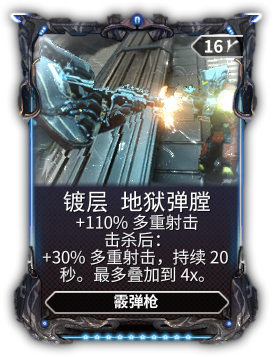 16
镀层 地狱弹膛
+110% 多重射击
击杀后：
+30% 多重射击，持续 20
秒。最多叠加到 4x。
霰弹枪